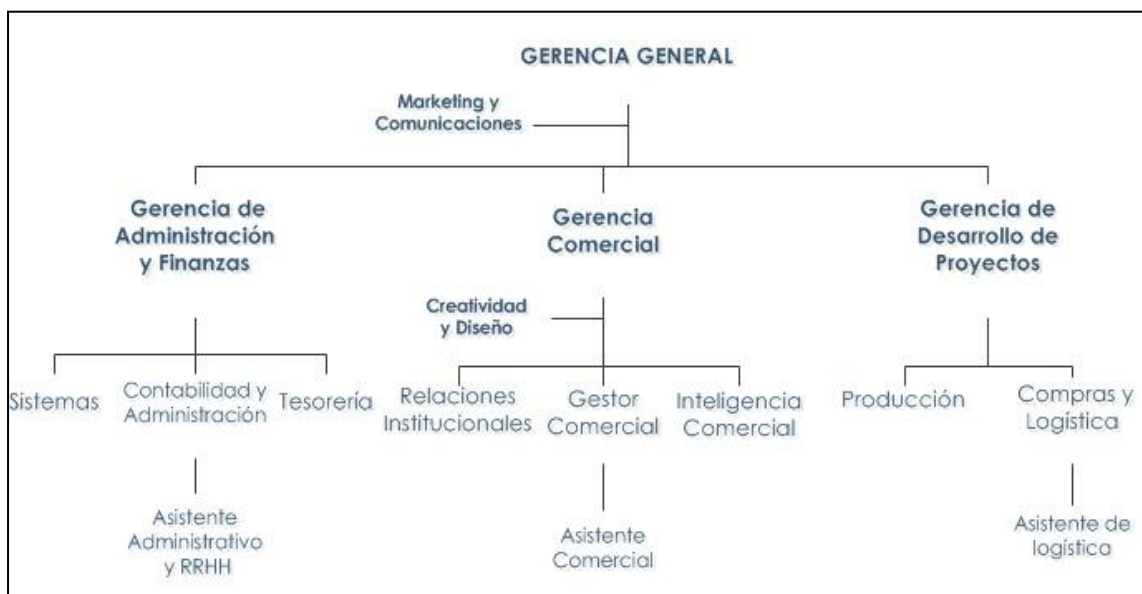 GERENCIA GENERAL
Marketing y
Comunicaciones
Gerencia de
Administración
y Finanzas
Gerencia
Comercial
Gerencia de
Desarrollo de
Proyectos
Creatividad
y Diseño
Sistemas
Contabilidad y
Administración
Tesorería
Relaciones
Institucionales
Gestor
Comercial
Inteligencia
Comercial
Producción
Compras y
Logística
Asistente
Administrativo
y RRHH
Asistente
Comercial
Asistente de
logística